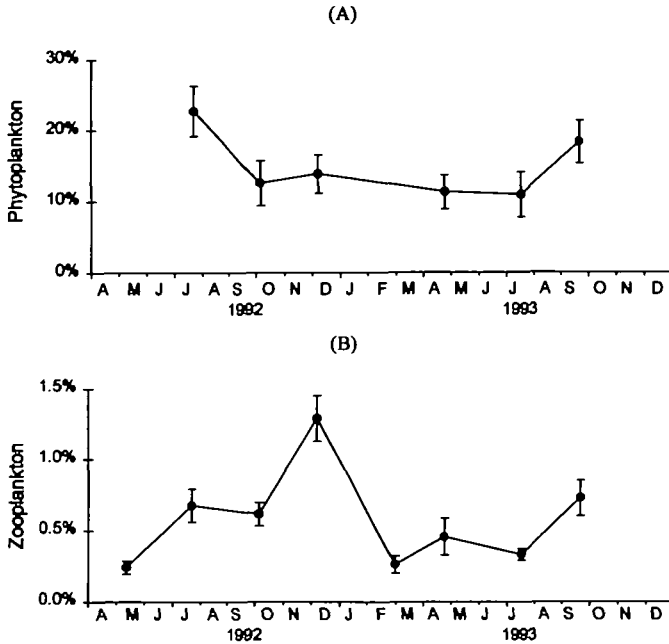 (A)
30%
20%
10%
0%
Phytoplankton
A M J J A S O N D J F M A M J J A S O N D
1992 1993
(B)
1.5%
1.0%
0.5%
0.0%
Zooplankton
A M J J A S O N D J F M A M J J A S O N D
1992 1993